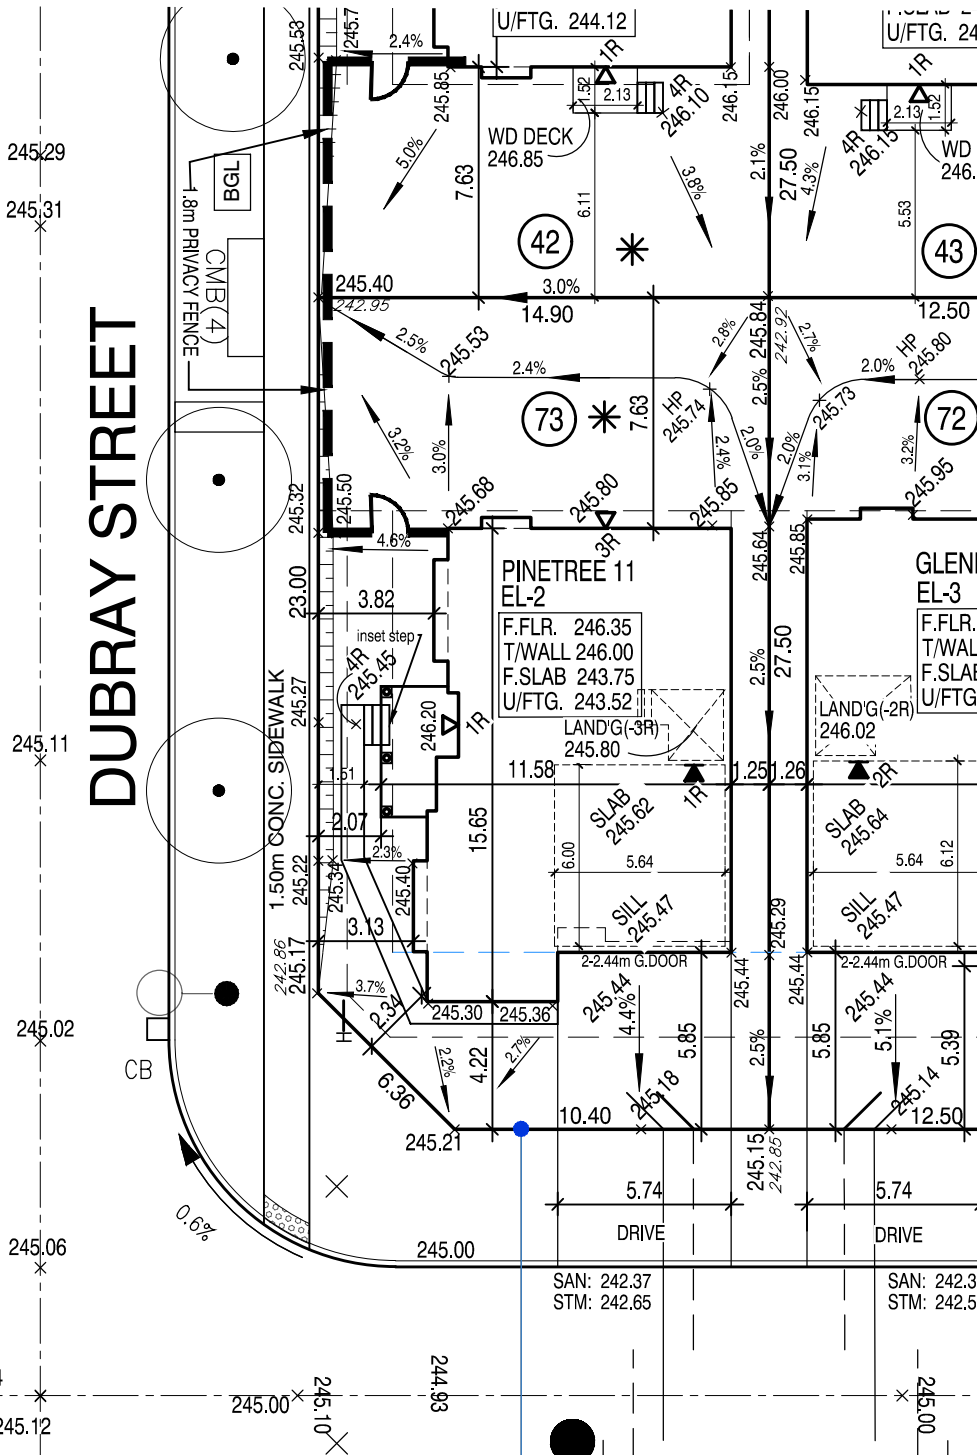 U/FTG. 244.12
U/FTG. 24
245.53
245.7
2.4%
245.85
1R
1.52
2.13
4R
246.10
246.15
246.00
246.15
1R
2.13
1.52
4R
246.15
WD DECK
246.85
WD
246.
245.29
245.31
BGL
1.8m PRIVACY FENCE
CMB(4)
5.0%
7.63
6.11
3.8%
2.1%
27.50
4.3%
5.53
42
43
245.40
242.95
3.0%
14.90
12.50
2.5%
245.53
2.4%
2.8%
245.84
242.92
2.7%
HP
245.80
2.0%
HP
245.74
2.5%
245.73
73
7.63
72
3.2%
3.0%
2.4%
2.0%
2.0%
3.1%
3.2%
245.32
245.50
245.68
245.80
3R
245.85
245.64
245.85
245.95
4.6%
DUBRAY STREET
23.00
3.82
inset step
PINETREE 11
EL-2
F.FLR. 246.35
T/WALL 246.00
F.SLAB 243.75
U/FTG. 243.52
GLEN
EL-3
F.FLR.
T/WAL
F.SLAB
U/FTG.
2.5%
27.50
4R
245.45
246.20
1R
LAND'G(-3R)
245.80
LAND'G(-2R)
246.02
245.27
1.50m CONC. SIDEWALK
245.11
1.51
11.58
1.25
1.26
1R
2R
2.07
15.65
SLAB
245.62
SLAB
245.64
6.00
5.64
5.64
6.12
245.22
245.34
2.3%
245.40
SILL
245.47
SILL
245.47
245.29
3.13
242.86
245.17
2-2.44m G.DOOR
2-2.44m G.DOOR
245.44
245.44
245.44
245.44
3.7%
2.34
245.30
245.36
4.4%
5.85
2.5%
5.85
5.1%
5.39
245.02
CB
2.2%
4.22
2.7%
6.36
245.18
245.14
245.21
10.40
12.50
245.15
242.85
5.74
5.74
DRIVE
DRIVE
0.6%
245.06
245.00
SAN: 242.37
STM: 242.65
SAN: 242.3
STM: 242.5
245.00
245.10
244.93
245.00
245.12